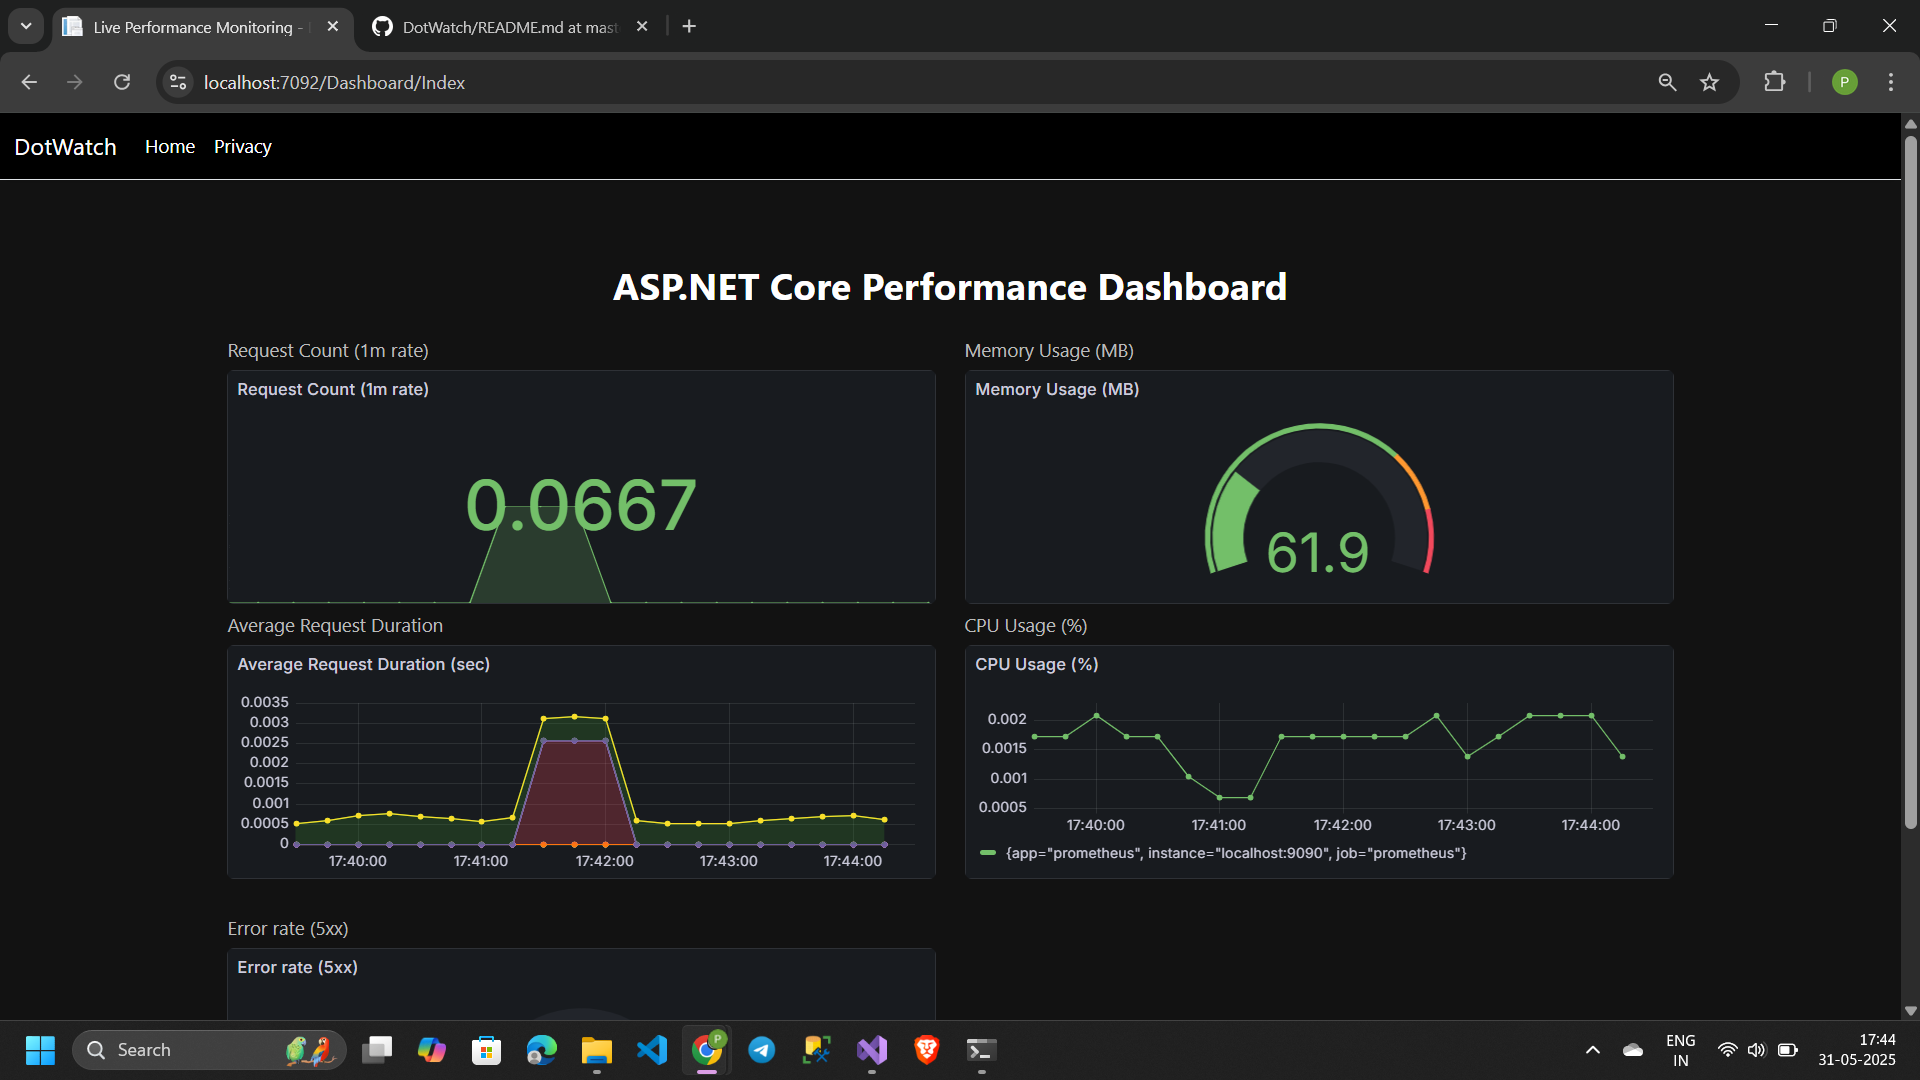 Live Performance Monitoring -
DotWatch/README.md at mast
localhost:7092/Dashboard/Index
P
DotWatch Home Privacy
ASP.NET Core Performance Dashboard
Request Count (1m rate)
Request Count (1m rate)
0.0667
Memory Usage (MB)
Memory Usage (MB)
61.9
Average Request Duration
Average Request Duration (sec)
0.0035
0.003
0.0025
0.002
0.0015
0.001
0.0005
0
17:40:00 17:41:00 17:42:00 17:43:00 17:44:00
CPU Usage (%)
CPU Usage (%)
0.002
0.0015
0.001
0.0005
17:40:00 17:41:00 17:42:00 17:43:00 17:44:00
{app="prometheus", instance="localhost:9090", job="prometheus"}
Error rate (5xx)
Error rate (5xx)
Search
P
ENG
IN
17:44
31-05-2025